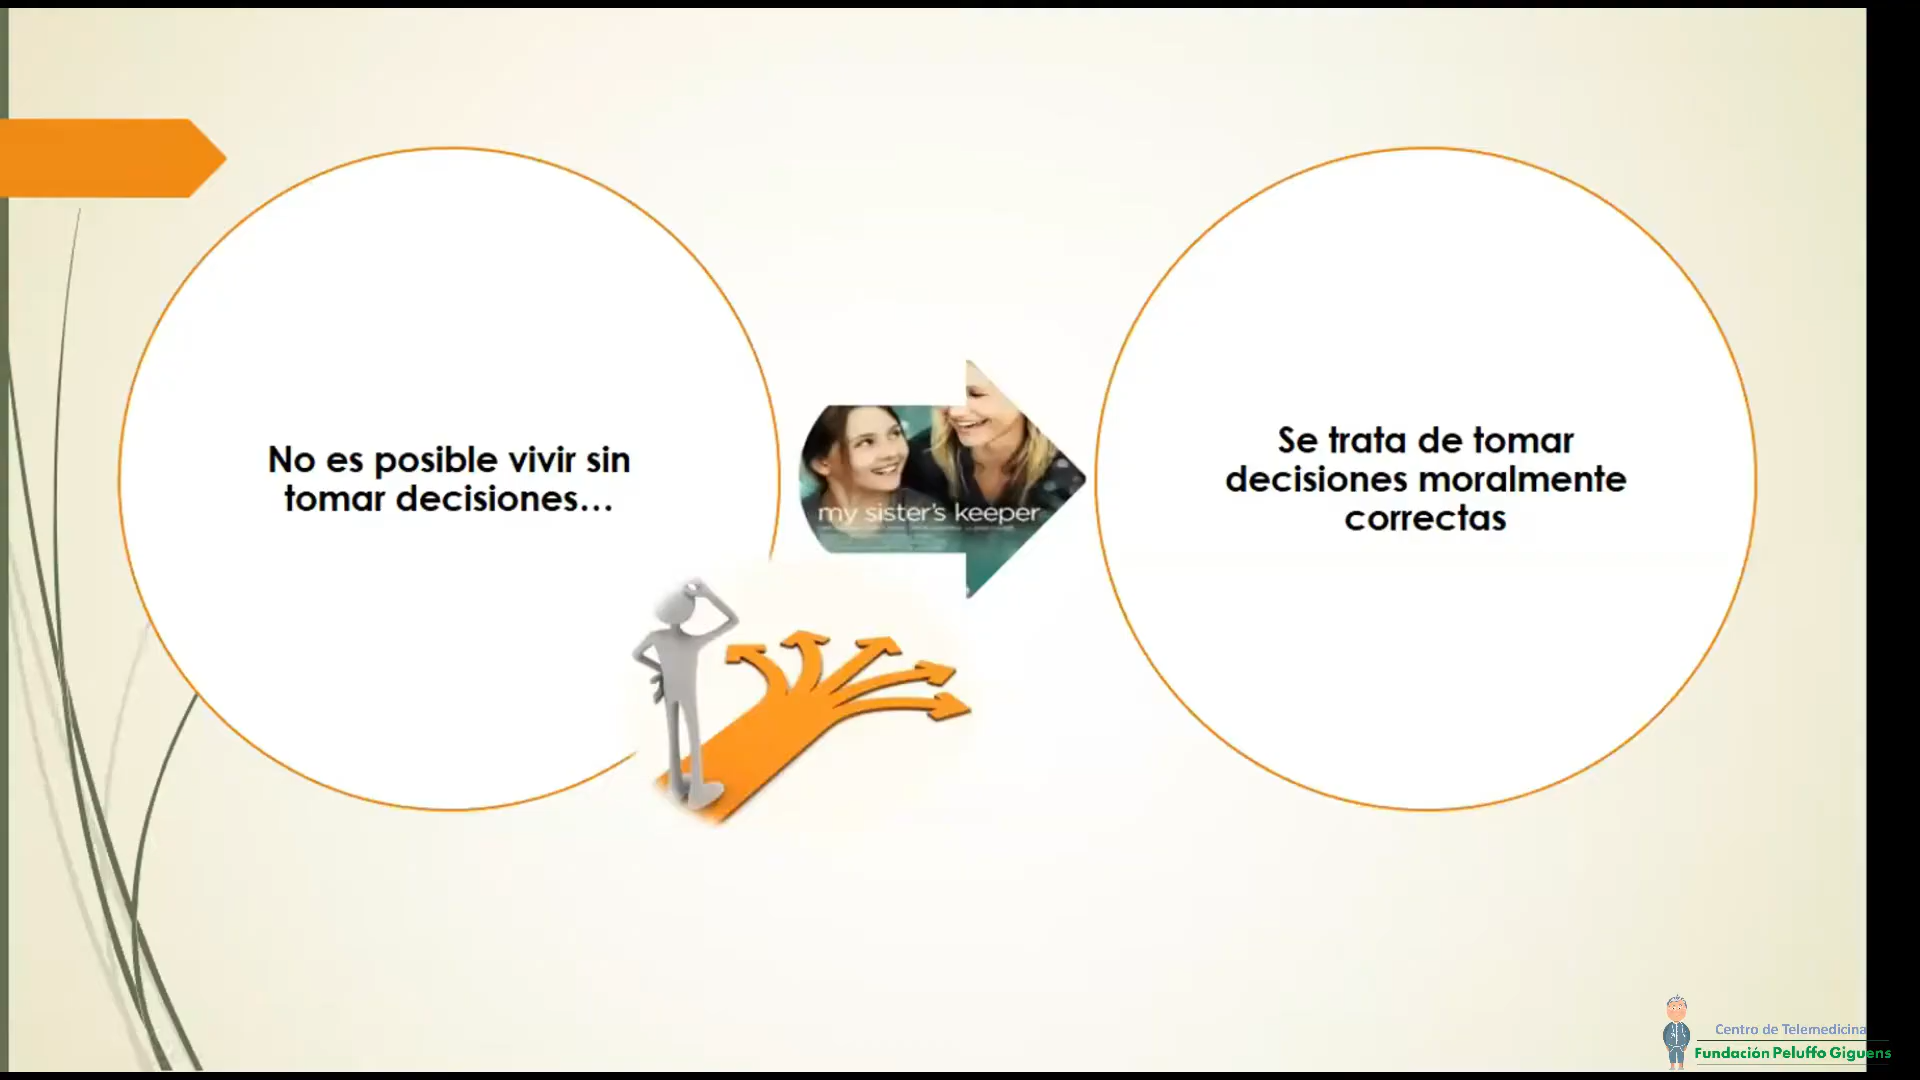 No es posible vivir sin
tomar decisiones...
my sister's keeper
Se trata de tomar
decisiones moralmente
correctas
Centro de Telemedicina
Fundación Peluffo Giguens